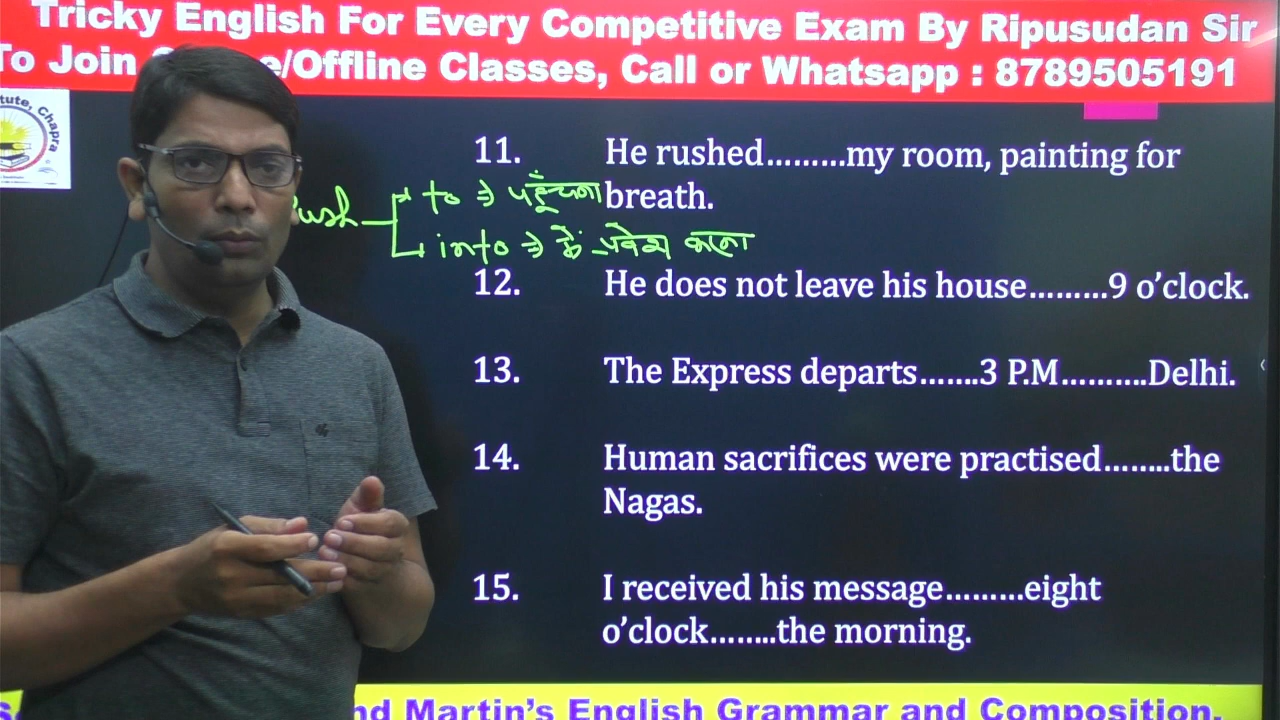 Tricky English For Every Competitive Exam By Ripusudan Sir
To Join e/Offline Classes, Call or Whatsapp : 8789505191
tute, Chapra
11. He rushed.........my room, painting for
breath.
ush to ⇒ पहुँचना
into ⇒ में प्रवेश करना
12. He does not leave his house.........9 o’clock.
13. The Express departs.......3 P.M..........Delhi.
14. Human sacrifices were practised........the
Nagas.
15. I received his message.........eight
o’clock........the morning.
nd Martin’s English Grammar and Composition.